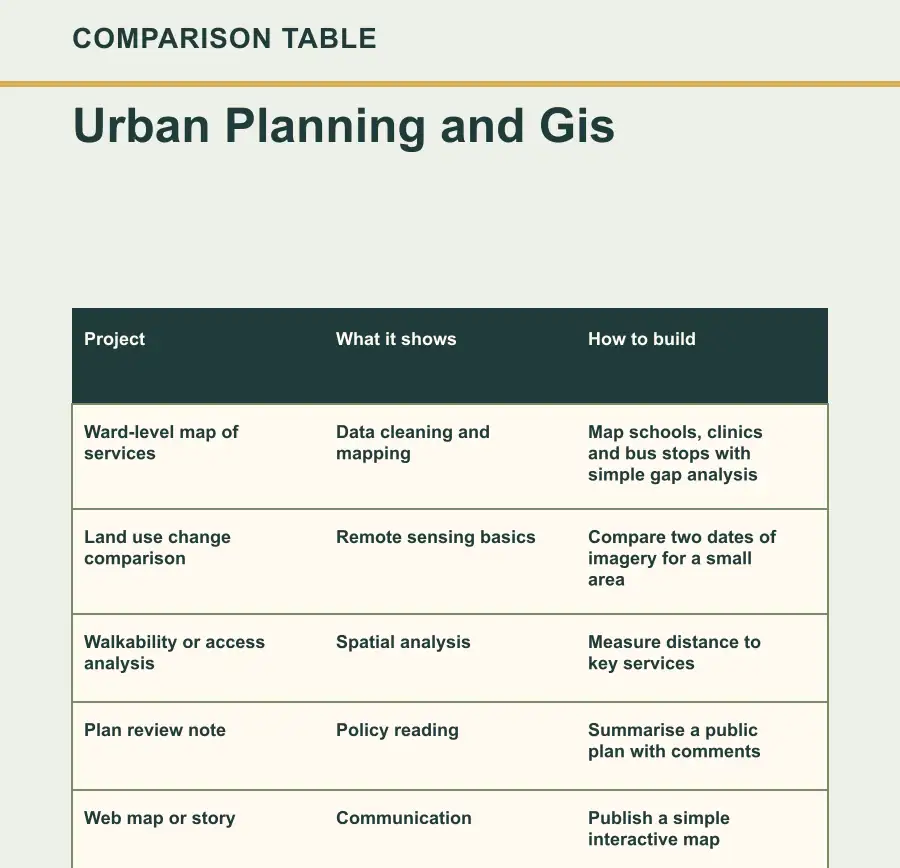 COMPARISON TABLE
Urban Planning and Gis
Project What it shows How to build
Ward-level map of services Data cleaning and mapping Map schools, clinics and bus stops with simple gap analysis
Land use change comparison Remote sensing basics Compare two dates of imagery for a small area
Walkability or access analysis Spatial analysis Measure distance to key services
Plan review note Policy reading Summarise a public plan with comments
Web map or story Communication Publish a simple interactive map